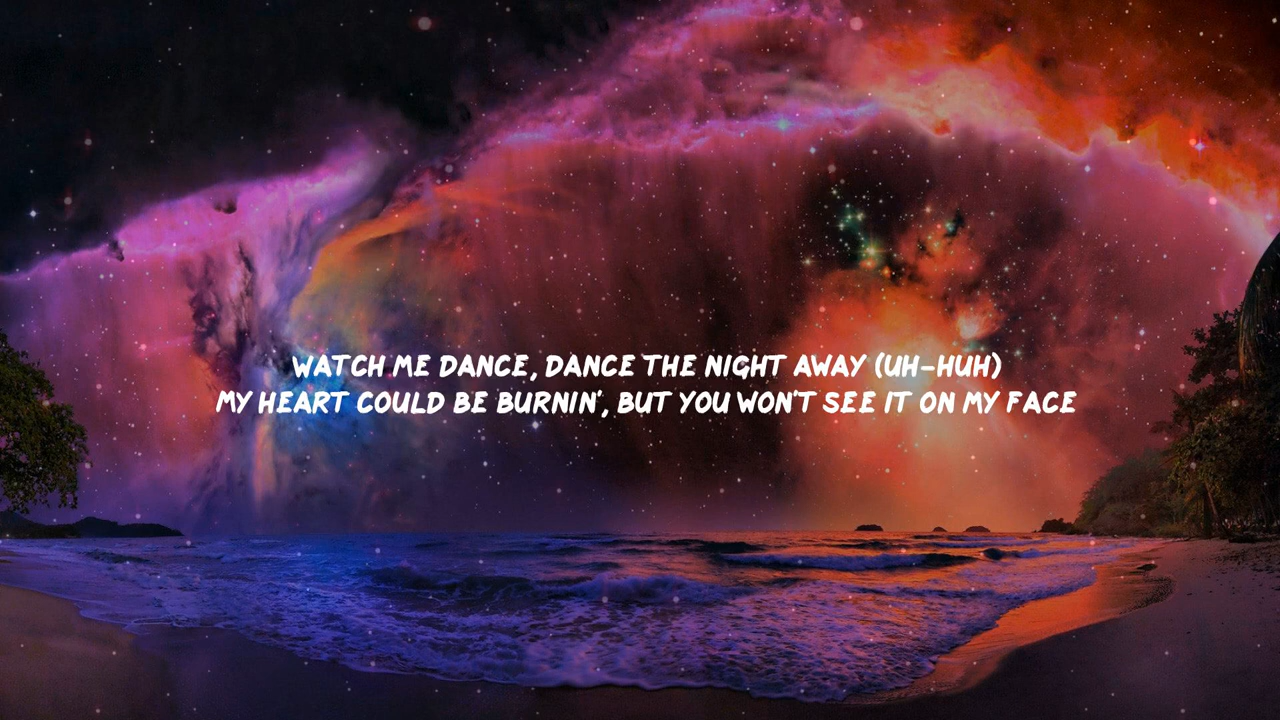 WATCH ME DANCE, DANCE THE NIGHT AWAY (UH-HUH)
MY HEART COULD BE BURNIN', BUT YOU WON'T SEE IT ON MY FACE